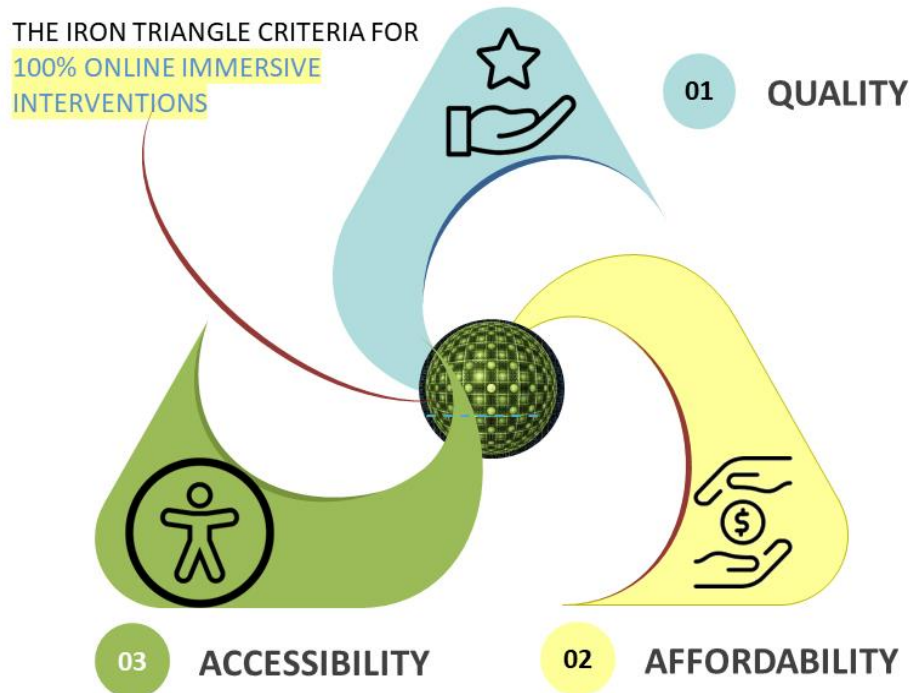 THE IRON TRIANGLE CRITERIA FOR
100% ONLINE IMMERSIVE
INTERVENTIONS
01 QUALITY
$
03 ACCESSIBILITY
02 AFFORDABILITY